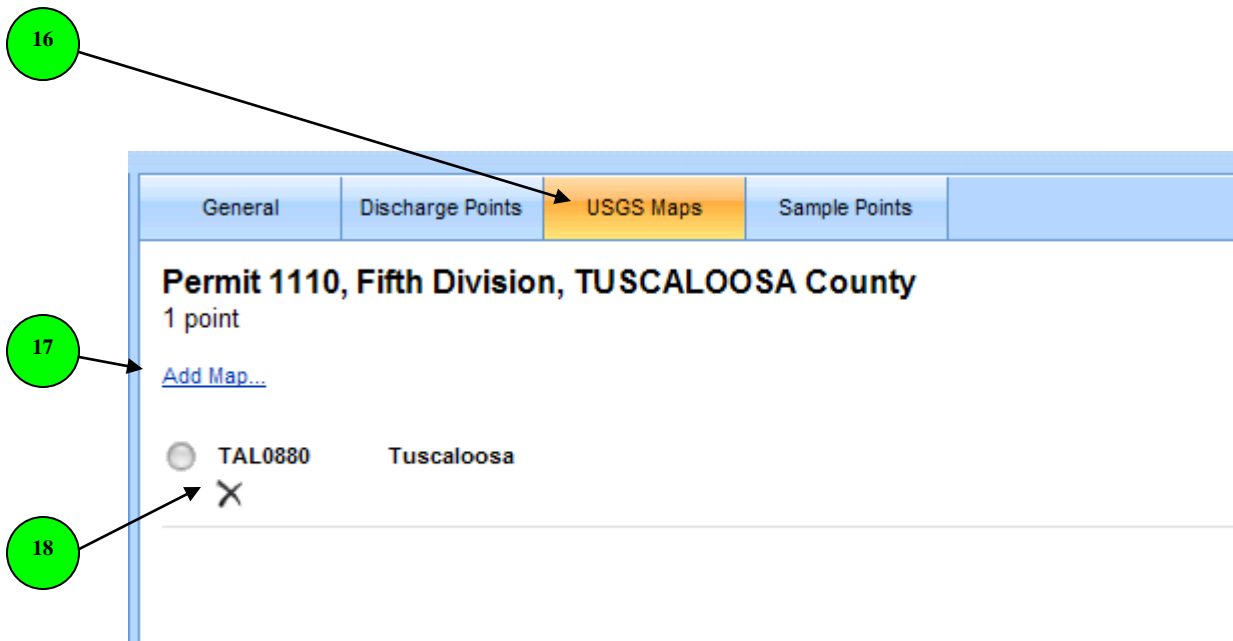 16
General Discharge Points USGS Maps Sample Points
Permit 1110, Fifth Division, TUSCALOOSA County
1 point
17
Add Map...
TAL0880 Tuscaloosa
18